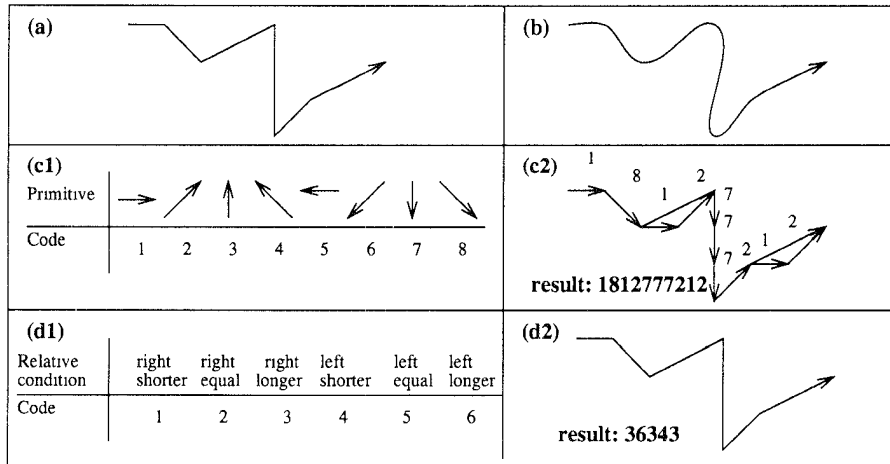 (a)
(b)
(c1)
Primitive
Code 1 2 3 4 5 6 7 8
(c2)
1
8
1
2
7
7
7
2
1
2
result: 1812777212
(d1)
Relative condition
right shorter
right equal
right longer
left shorter
left equal
left longer
Code 1 2 3 4 5 6
(d2)
result: 36343